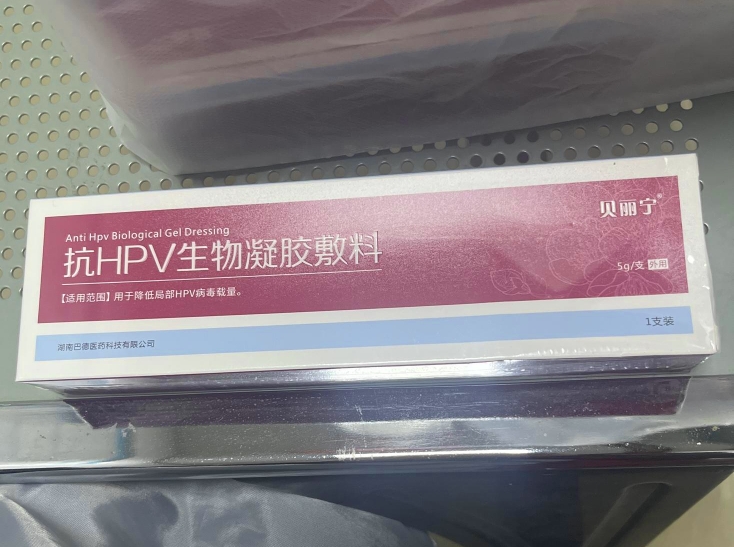 贝丽宁®
Anti Hpv Biological Gel Dressing
抗HPV生物凝胶敷料
5g/支 外用
【适用范围】用于降低局部HPV病毒载量。
1支装
湖南巴德医药科技有限公司